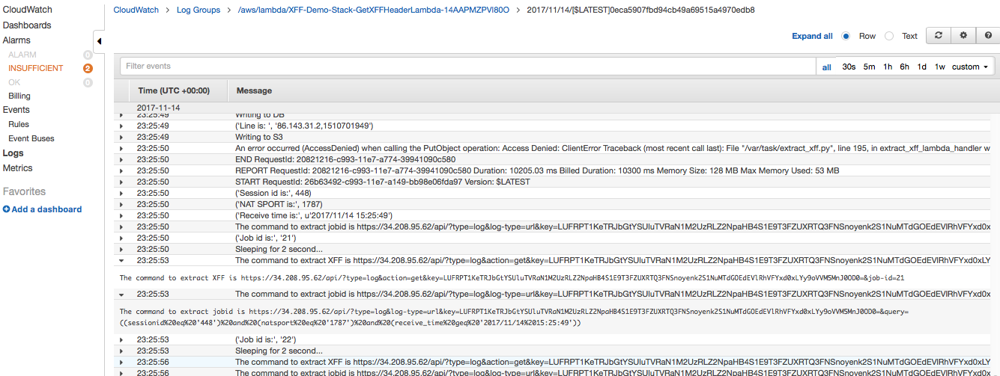 CloudWatch
Dashboards
Alarms
ALARM 0
INSUFFICIENT 2
OK 0
Billing
Events
Rules
Event Buses
Logs
Metrics
Favorites
Add a dashboard
CloudWatch > Log Groups > /aws/lambda/XFF-Demo-Stack-GetXFFHeaderLambda-14AAPMZPVI80O > 2017/11/14/[$LATEST]0eca5907fbd94cb49a69515a4970edb8
Expand all Row Text
Filter events all 30s 5m 1h 6h 1d 1w custom
Time (UTC +00:00) Message
2017-11-14
23:25:49 Writing to DB
23:25:49 ('Line is: ', '86.143.31.2,1510701949')
23:25:49 Writing to S3
23:25:50 An error occurred (AccessDenied) when calling the PutObject operation: Access Denied: ClientError Traceback (most recent call last): File "/var/task/extract_xff.py", line 195, in extract_xff_lambda_handler w
23:25:50 END RequestId: 20821216-c993-11e7-a774-39941090c580
23:25:50 REPORT RequestId: 20821216-c993-11e7-a774-39941090c580 Duration: 10205.03 ms Billed Duration: 10300 ms Memory Size: 128 MB Max Memory Used: 53 MB
23:25:50 START RequestId: 26b63492-c993-11e7-a149-bb98e06fda97 Version: $LATEST
23:25:50 ('Session id is:', 448)
23:25:50 ('NAT SPORT is:', 1787)
23:25:50 ('Receive time is:', u'2017/11/14 15:25:49')
23:25:50 The command to extract jobid is https://34.208.95.62/api/?type=log&log-type=url&key=LUFRPT1KeTRJbGtYSUluTVRaN1M2UzRLZ2NpaHB4S1E9T3FZUXRTQ3FNSnoyenk2S1NuMTdGOEdEVlRhVFYxd0x
23:25:50 ('Job id is:', '21')
23:25:50 Sleeping for 2 second...
23:25:53 The command to extract XFF is https://34.208.95.62/api/?type=log&action=get&key=LUFRPT1KeTRJbGtYSUluTVRaN1M2UzRLZ2NpaHB4S1E9T3FZUXRTQ3FNSnoyenk2S1NuMTdGOEdEVlRhVFYxd0xLY
The command to extract XFF is https://34.208.95.62/api/?type=log&action=get&key=LUFRPT1KeTRJbGtYSUluTVRaN1M2UzRLZ2NpaHB4S1E9T3FZUXRTQ3FNSnoyenk2S1NuMTdGOEdEVlRhVFYxd0xLYy9oVVM5MnJ0OD0=&job-id=21
23:25:53 The command to extract jobid is https://34.208.95.62/api/?type=log&log-type=url&key=LUFRPT1KeTRJbGtYSUluTVRaN1M2UzRLZ2NpaHB4S1E9T3FZUXRTQ3FNSnoyenk2S1NuMTdGOEdEVlRhVFYxd0x
The command to extract jobid is https://34.208.95.62/api/?type=log&log-type=url&key=LUFRPT1KeTRJbGtYSUluTVRaN1M2UzRLZ2NpaHB4S1E9T3FZUXRTQ3FNSnoyenk2S1NuMTdGOEdEVlRhVFYxd0xLYy9oVVM5MnJ0OD0=&query=
((sessionid%20eq%20'448')%20and%20(natsport%20eq%20'1787')%20and%20(receive_time%20geq%20'2017/11/14%2015:25:49'))
23:25:53 ('Job id is:', '22')
23:25:53 Sleeping for 2 second...
23:25:56 The command to extract XFF is https://34.208.95.62/api/?type=log&action=get&key=LUFRPT1KeTRJbGtYSUluTVRaN1M2UzRLZ2NpaHB4S1E9T3FZUXRTQ3FNSnoyenk2S1NuMTdGOEdEVlRhVFYxd0xLY
23:25:56 The command to extract jobid is https://34.208.95.62/api/?type=log&log-type=url&key=LUFRPT1KeTRJbGtYSUluTVRaN1M2UzRLZ2NpaHB4S1E9T3FZUXRTQ3FNSnoyenk2S1NuMTdGOEdEVlRhVFYxd0x